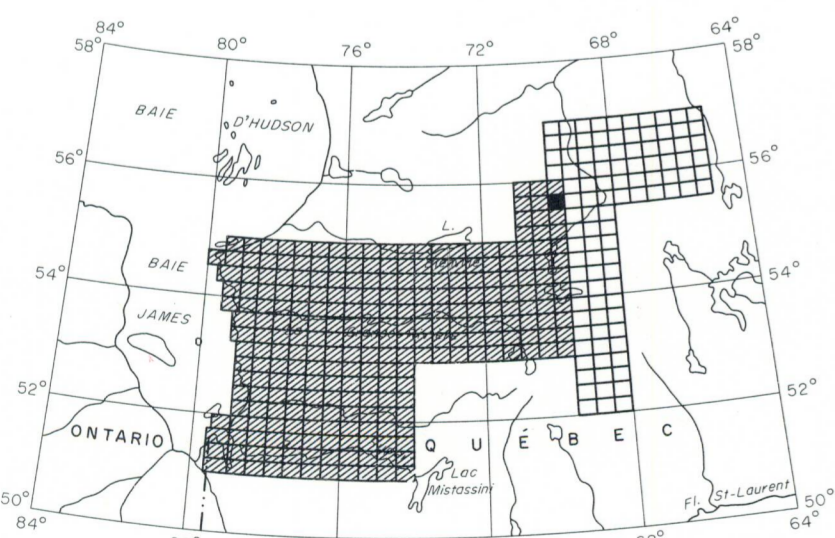 84°
58°
80°
76°
72°
68°
64°
58°
BAIE
D'HUDSON
56°
56°
L.
54°
BAIE
54°
JAMES
52°
52°
ONTARIO
QUÉBEC
Lac
Mistassini
50°
Fl. St-Laurent
50°
84°
64°